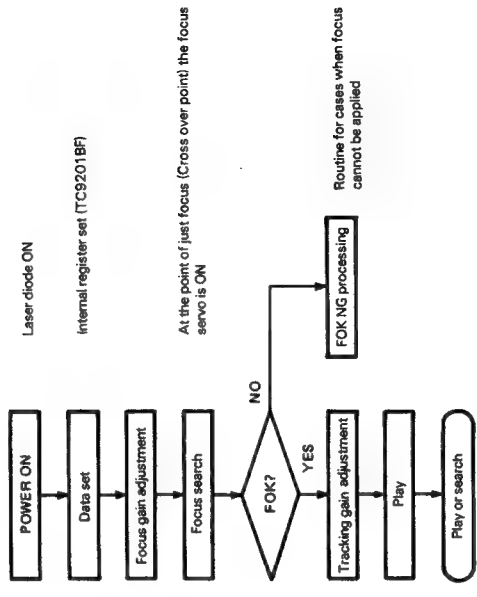 POWER ON
Laser diode ON
Data set
Internal register set (TC9201BF)
Focus gain adjustment
Focus search
At the point of just focus (Cross over point) the focus
servo is ON
FOK?
NO
YES
FOK NG processing
Routine for cases when focus
cannot be applied
Tracking gain adjustment
Play
Play or search